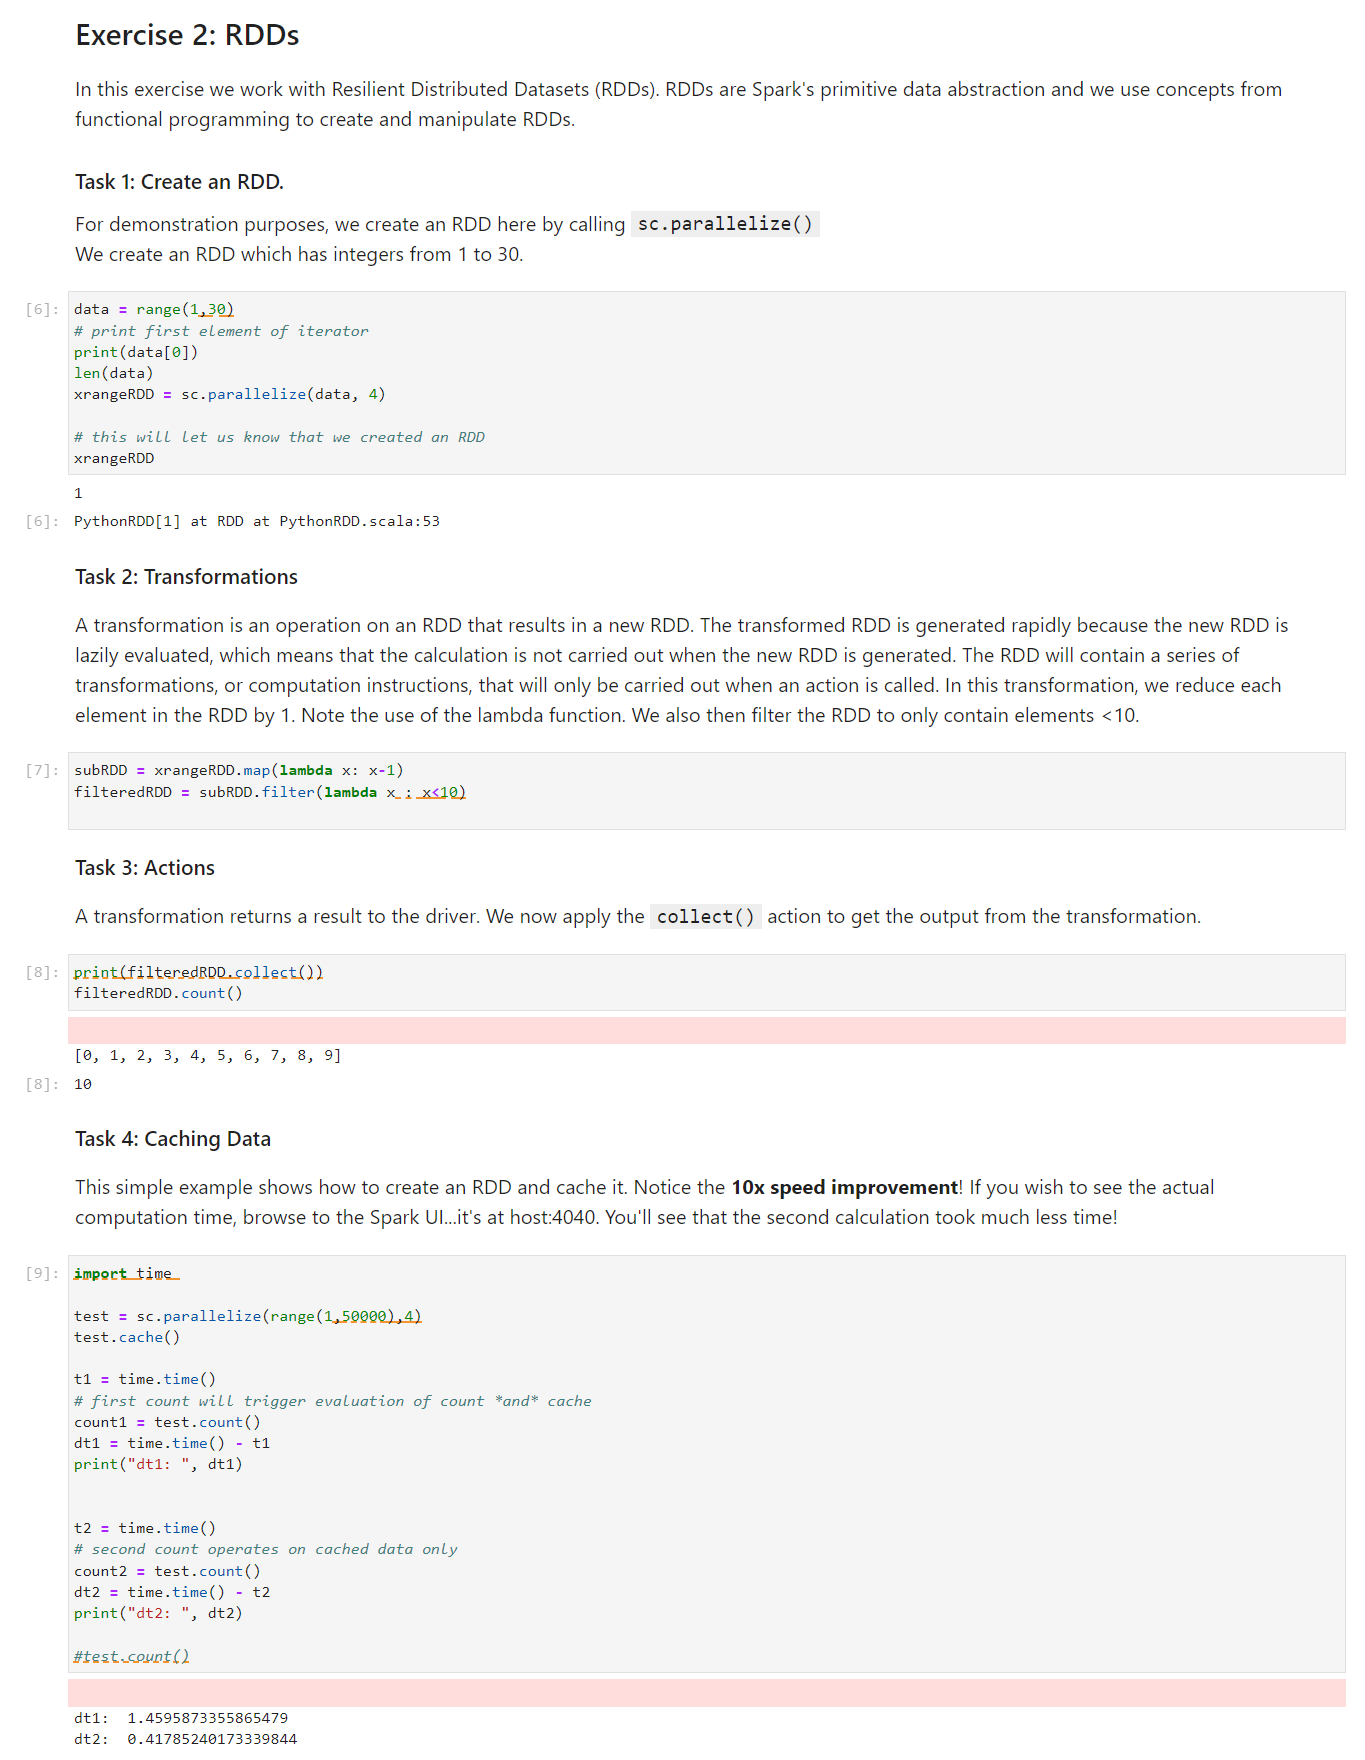 Exercise 2: RDDs
In this exercise we work with Resilient Distributed Datasets (RDDs). RDDs are Spark's primitive data abstraction and we use concepts from
functional programming to create and manipulate RDDs.
Task 1: Create an RDD.
For demonstration purposes, we create an RDD here by calling sc.parallelize()
We create an RDD which has integers from 1 to 30.
[6]: data = range(1,30)
# print first element of iterator
print(data[0])
len(data)
xrangeRDD = sc.parallelize(data, 4)
# this will let us know that we created an RDD
xrangeRDD
1
[6]: PythonRDD[1] at RDD at PythonRDD.scala:53
Task 2: Transformations
A transformation is an operation on an RDD that results in a new RDD. The transformed RDD is generated rapidly because the new RDD is
lazily evaluated, which means that the calculation is not carried out when the new RDD is generated. The RDD will contain a series of
transformations, or computation instructions, that will only be carried out when an action is called. In this transformation, we reduce each
element in the RDD by 1. Note the use of the lambda function. We also then filter the RDD to only contain elements <10.
[7]: subRDD = xrangeRDD.map(lambda x: x-1)
filteredRDD = subRDD.filter(lambda x : x<10)
Task 3: Actions
A transformation returns a result to the driver. We now apply the collect() action to get the output from the transformation.
[8]: print(filteredRDD.collect())
filteredRDD.count()
[0, 1, 2, 3, 4, 5, 6, 7, 8, 9]
[8]: 10
Task 4: Caching Data
This simple example shows how to create an RDD and cache it. Notice the 10x speed improvement! If you wish to see the actual
computation time, browse to the Spark UI...it's at host:4040. You'll see that the second calculation took much less time!
[9]: import time
test = sc.parallelize(range(1,50000),4)
test.cache()
t1 = time.time()
# first count will trigger evaluation of count *and* cache
count1 = test.count()
dt1 = time.time() - t1
print("dt1: ", dt1)
t2 = time.time()
# second count operates on cached data only
count2 = test.count()
dt2 = time.time() - t2
print("dt2: ", dt2)
#test.count()
dt1:  1.4595873355865479
dt2:  0.41785240173339844